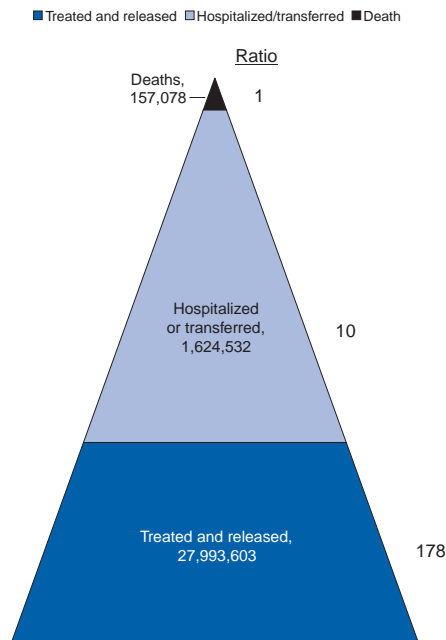 Treated and released Hospitalized/transferred Death
Ratio
Deaths,
157,078
1
Hospitalized
or transferred,
1,624,532
10
Treated and released,
27,993,603
178